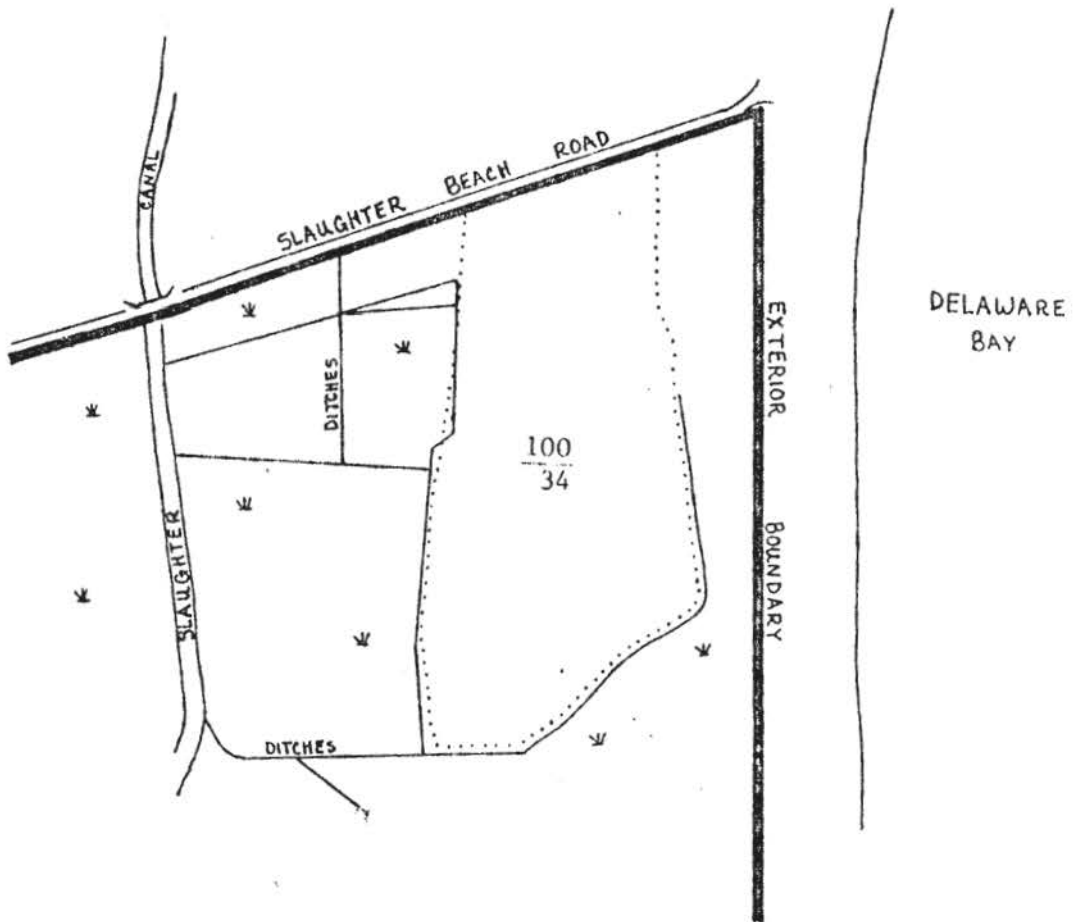 CANAL
SLAUGHTER BEACH ROAD
DELAWARE
BAY
EXTERIOR BOUNDARY
DITCHES
100
34
SLAUGHTER
DITCHES